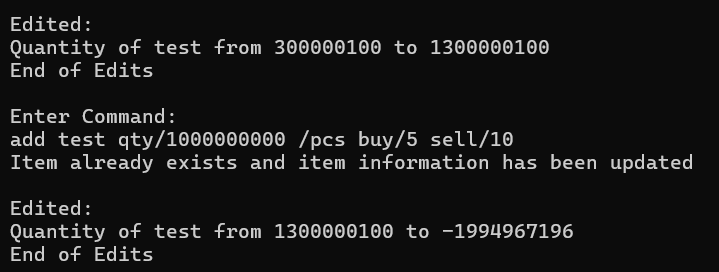 Edited:
Quantity of test from 300000100 to 1300000100
End of Edits
Enter Command:
add test qty/1000000000 /pcs buy/5 sell/10
Item already exists and item information has been updated
Edited:
Quantity of test from 1300000100 to -1994967196
End of Edits